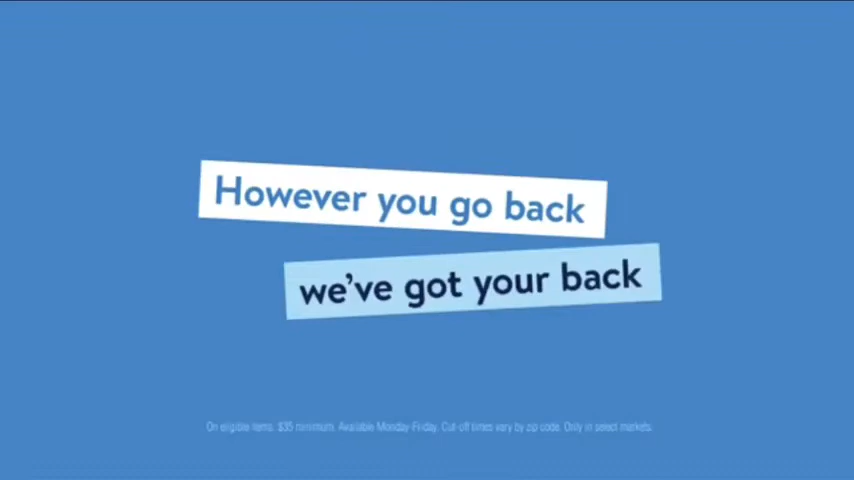 However you go back
we've got your back
On eligible items. $35 minimum. Available Monday-Friday. Cut-off times vary by zip code. Only in select markets.